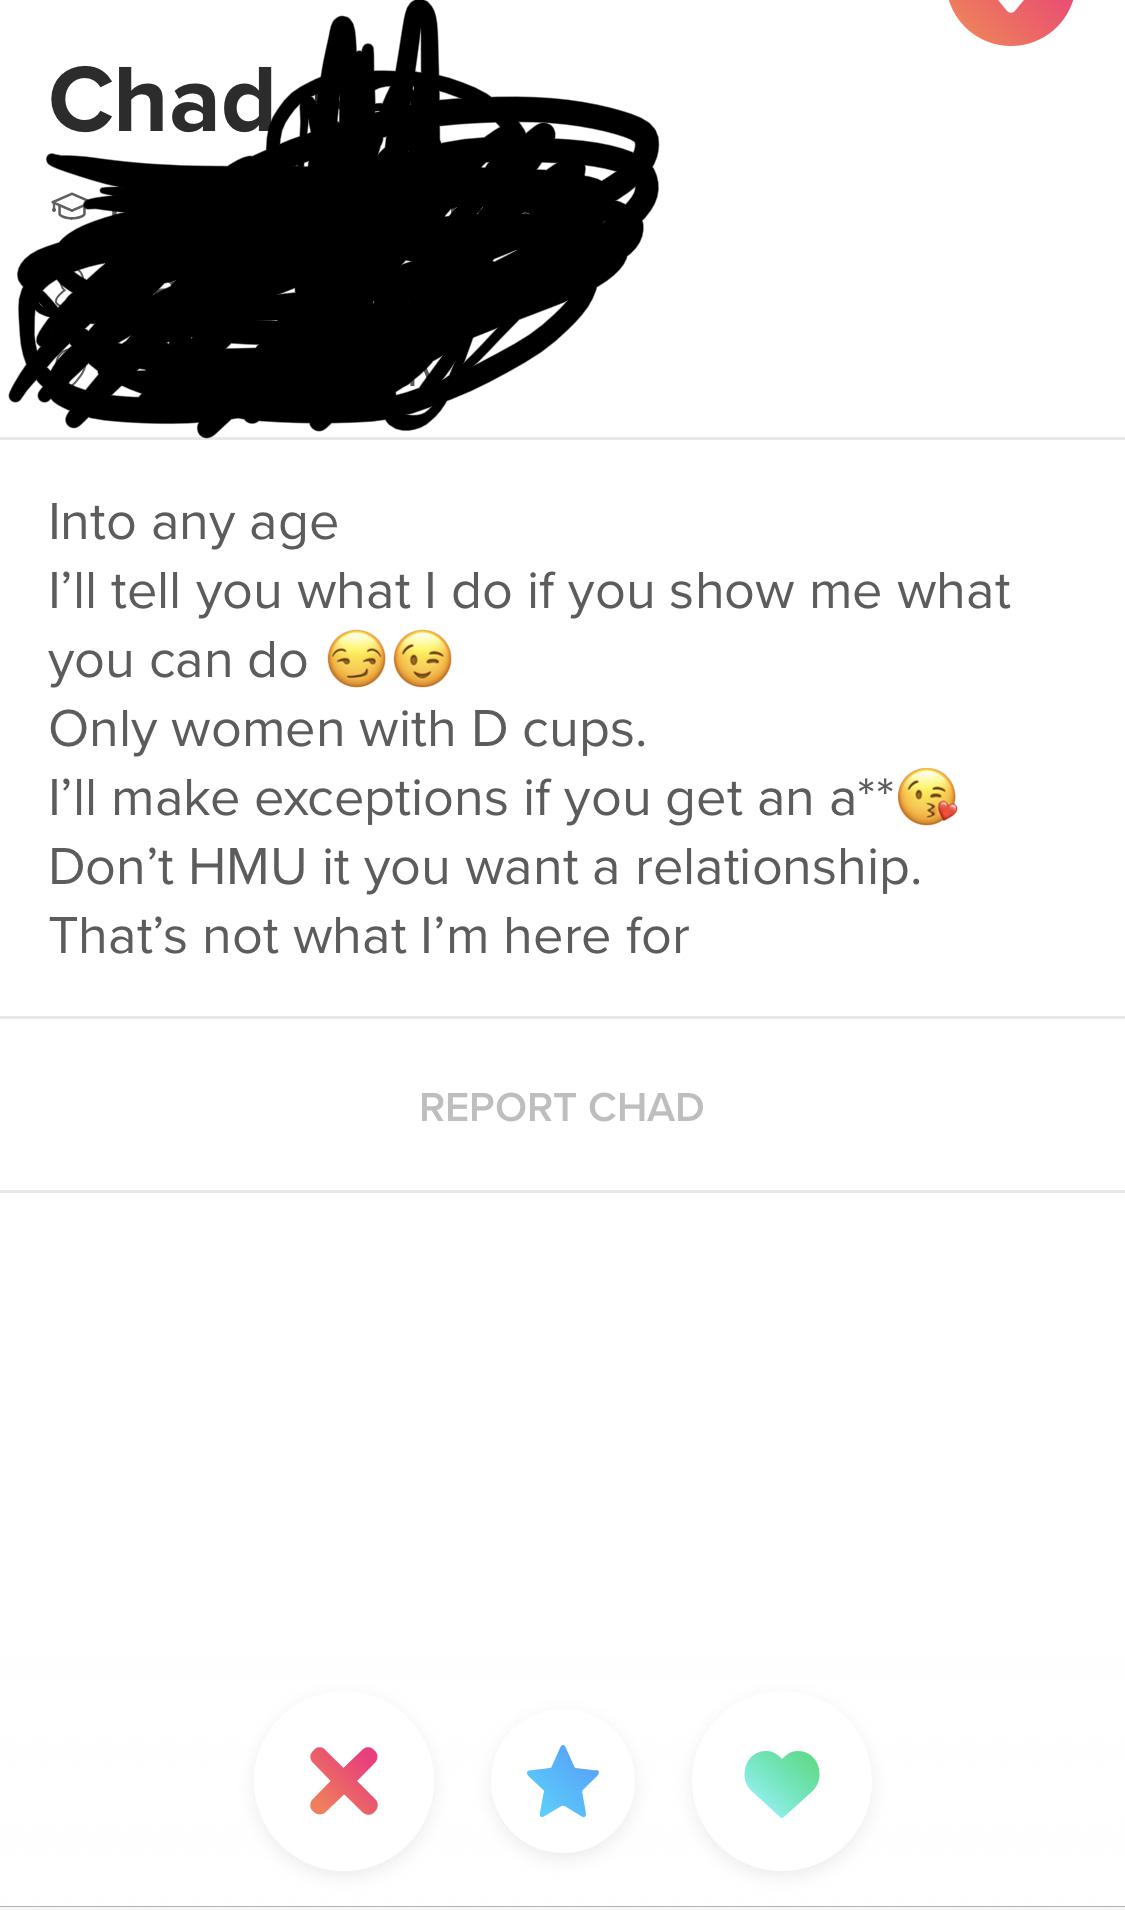 Chad
Into any age
I’ll tell you what I do if you show me what
you can do 😏😉
Only women with D cups.
I’ll make exceptions if you get an a**😘
Don’t HMU it you want a relationship.
That’s not what I’m here for
REPORT CHAD